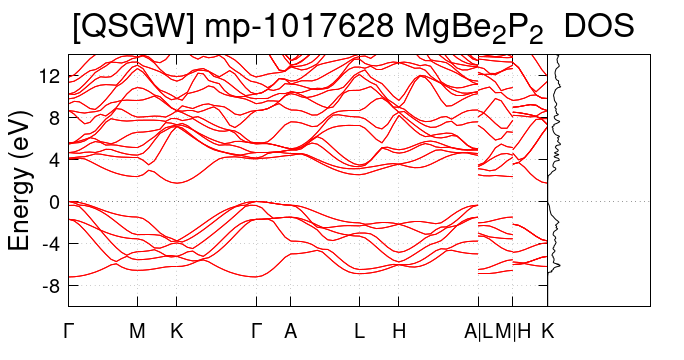 [QSGW] mp-1017628 MgBe₂P₂ DOS
Energy (eV)
12
8
4
0
-4
-8
Γ M K Γ A L H A|L M|H K